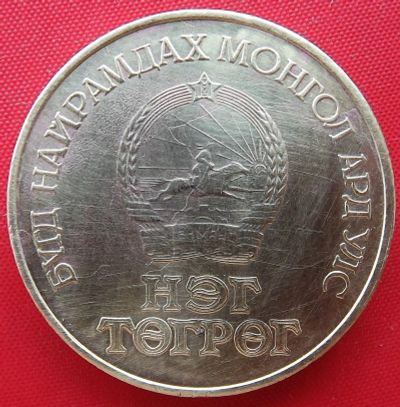 БҮГД НАЙРАМДАХ МОНГОЛ АРД УЛС
НЭГ
ТӨГРӨГ